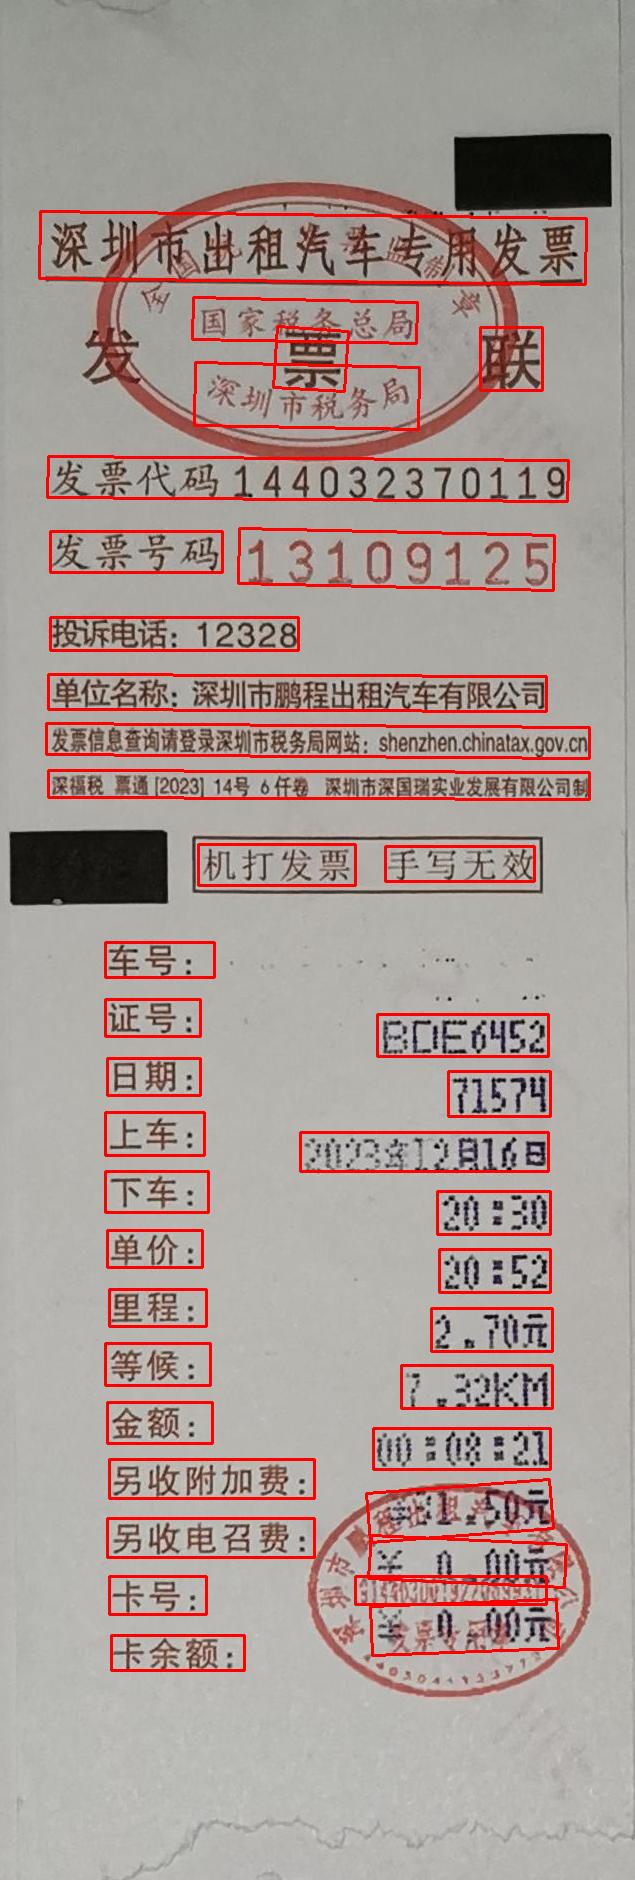 深圳市出租汽车专用发票
国家税务总局
发票联
深圳市税务局
发票代码 144032370119
发票号码 13109125
投诉电话：12328
单位名称：深圳市鹏程出租汽车有限公司
发票信息查询请登录深圳市税务局网站：shenzhen.chinatax.gov.cn
深福税 票通 [2023] 14号 6仟卷 深圳市深国瑞实业发展有限公司制
机打发票 手写无效
车号：
证号： BDE6452
日期： 71574
上车： 2023年12月16日
下车： 20:30
单价： 20:52
里程： 2.70元
等候： 7.32KM
金额： 00:08:21
另收附加费： 31.50元
另收电召费： ￥ 0.00元
卡号： ￥ 0.00元
卡余额：
发票专用章